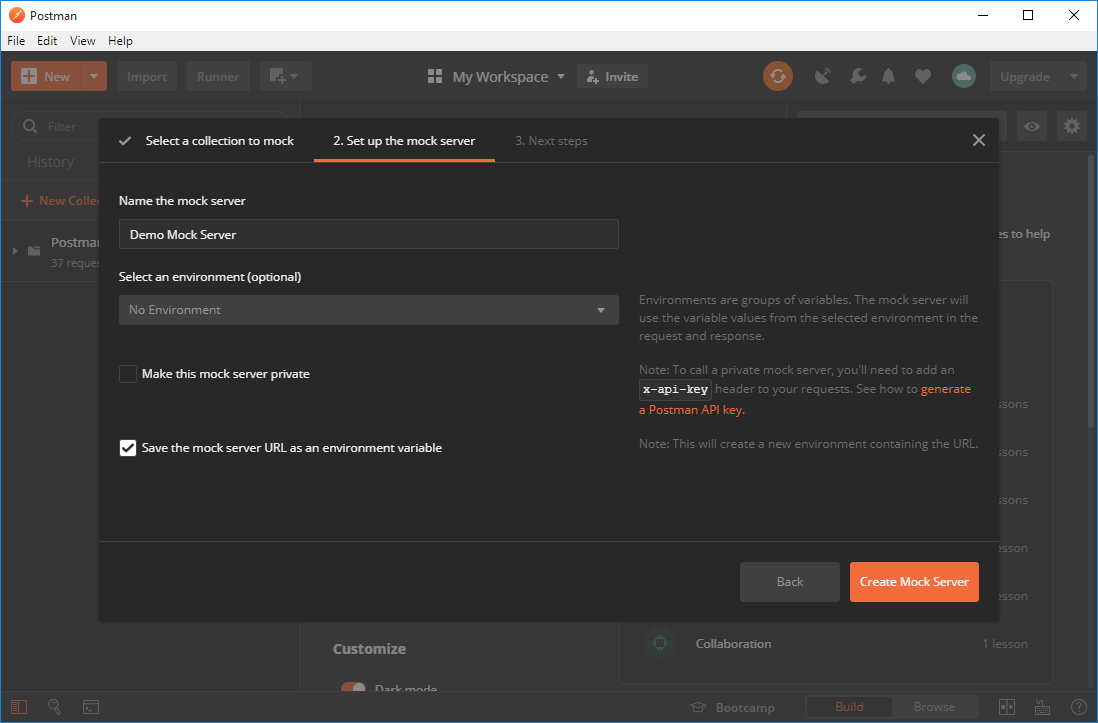 Postman
File Edit View Help
New
Import
Runner
My Workspace
Invite
Upgrade
Filter
History
New Colle
Postma
37 reques
Select a collection to mock
2. Set up the mock server
3. Next steps
Name the mock server
Demo Mock Server
Select an environment (optional)
No Environment
Environments are groups of variables. The mock server will
use the variable values from the selected environment in the
request and response.
Make this mock server private
Note: To call a private mock server, you'll need to add an
x-api-key header to your requests. See how to generate
a Postman API key.
Save the mock server URL as an environment variable
Note: This will create a new environment containing the URL.
Back
Create Mock Server
es to help
sons
ssons
sons
esson
esson
Collaboration
1 lesson
Customize
Dark mode
Bootcamp
Build
Browse